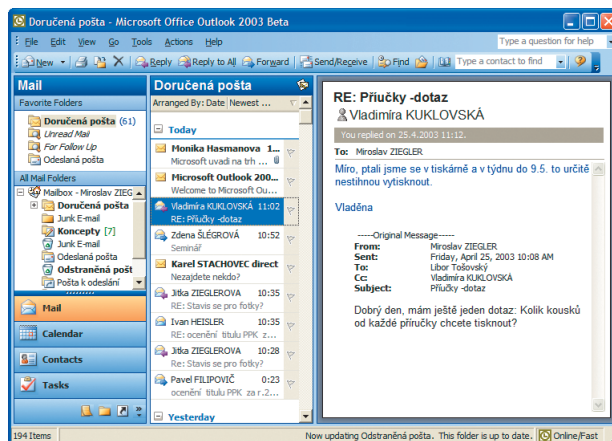 Doručená pošta - Microsoft Office Outlook 2003 Beta
File Edit View Go Tools Actions Help Type a question for help
New Reply Reply to All Forward Send/Receive Find Type a contact to find
Mail
Favorite Folders
Doručená pošta (61)
Unread Mail
For Follow Up
Odeslaná pošta
All Mail Folders
Mailbox - Miroslav ZIEG
Doručená pošta
Junk E-mail
Koncepty [7]
Junk E-mail
Odeslaná pošta
Odstraněná pošt
Pošta k odeslání
Mail
Calendar
Contacts
Tasks
Doručená pošta
Arranged By: Date Newest ...
Today
Monika Hasmanova 1...
Microsoft uvadi na trh ...
Microsoft Outlook 200...
Welcome to Microsoft Ou...
Vladimíra KUKLOVSKÁ 11:02
RE: Příučky -dotaz
Zdena ŠLÉGROVÁ 10:52
Seminář
Karel STACHOVEC direct
Nezajdete nekdo?
Jitka ZIEGLEROVA 10:35
RE: Stavis se pro fotky?
Ivan HEISLER 10:35
RE: ocenění titulu PPK z...
Jitka ZIEGLEROVA 10:28
Re: Stavis se pro fotky?
Pavel FILIPOVIČ 0:23
ocenění titulu PPK za r.2...
Yesterday
RE: Příučky -dotaz
Vladimíra KUKLOVSKÁ
You replied on 25.4.2003 11:12.
To: Miroslav ZIEGLER
Míro, ptali jsme se v tiskárně a v týdnu do 9.5. to určitě
nestihnou vytisknout.
Vladěna
-----Original Message-----
From: Miroslav ZIEGLER
Sent: Friday, April 25, 2003 10:08 AM
To: Libor Tošovský
Cc: Vladimíra KUKLOVSKÁ
Subject: Příučky -dotaz
Dobrý den, mám ještě jeden dotaz: Kolik kousků
od každé příručky chcete tisknout?
194 Items Now updating Odstraněná pošta. This folder is up to date. Online/Fast